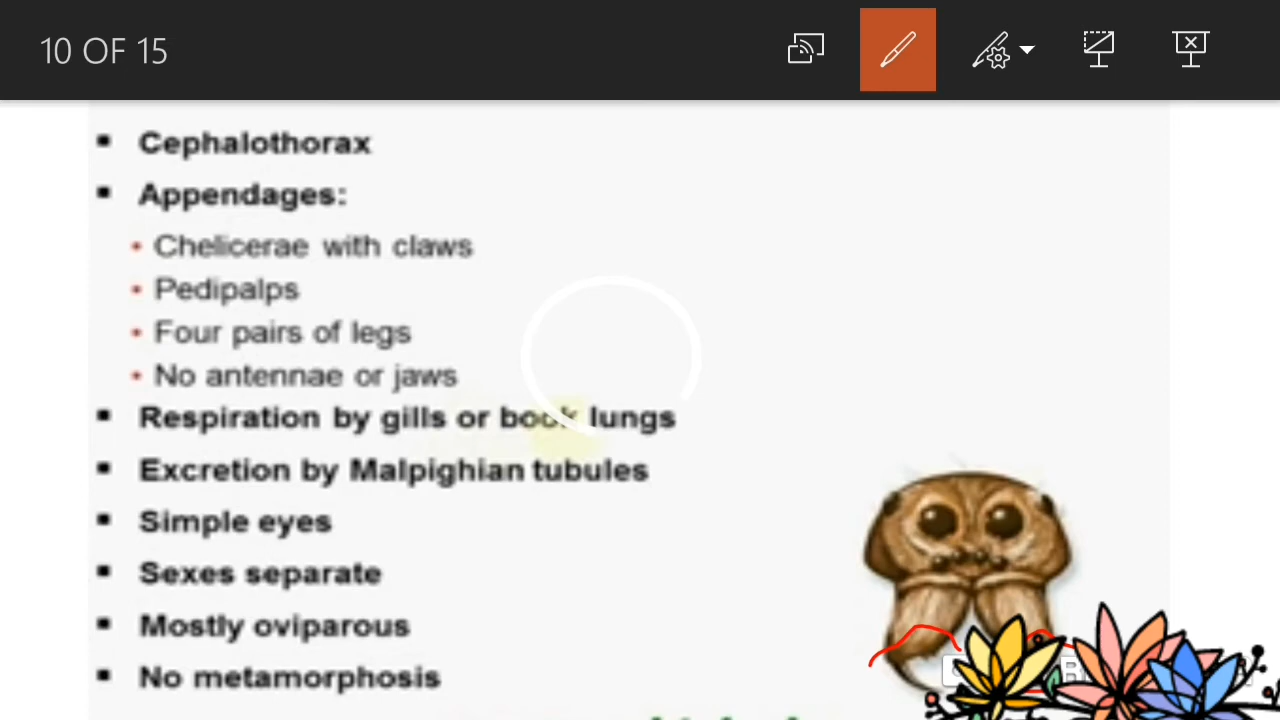 10 OF 15
Cephalothorax
Appendages:
Chelicerae with claws
Pedipalps
Four pairs of legs
No antennae or jaws
Respiration by gills or book lungs
Excretion by Malpighian tubules
Simple eyes
Sexes separate
Mostly oviparous
No metamorphosis